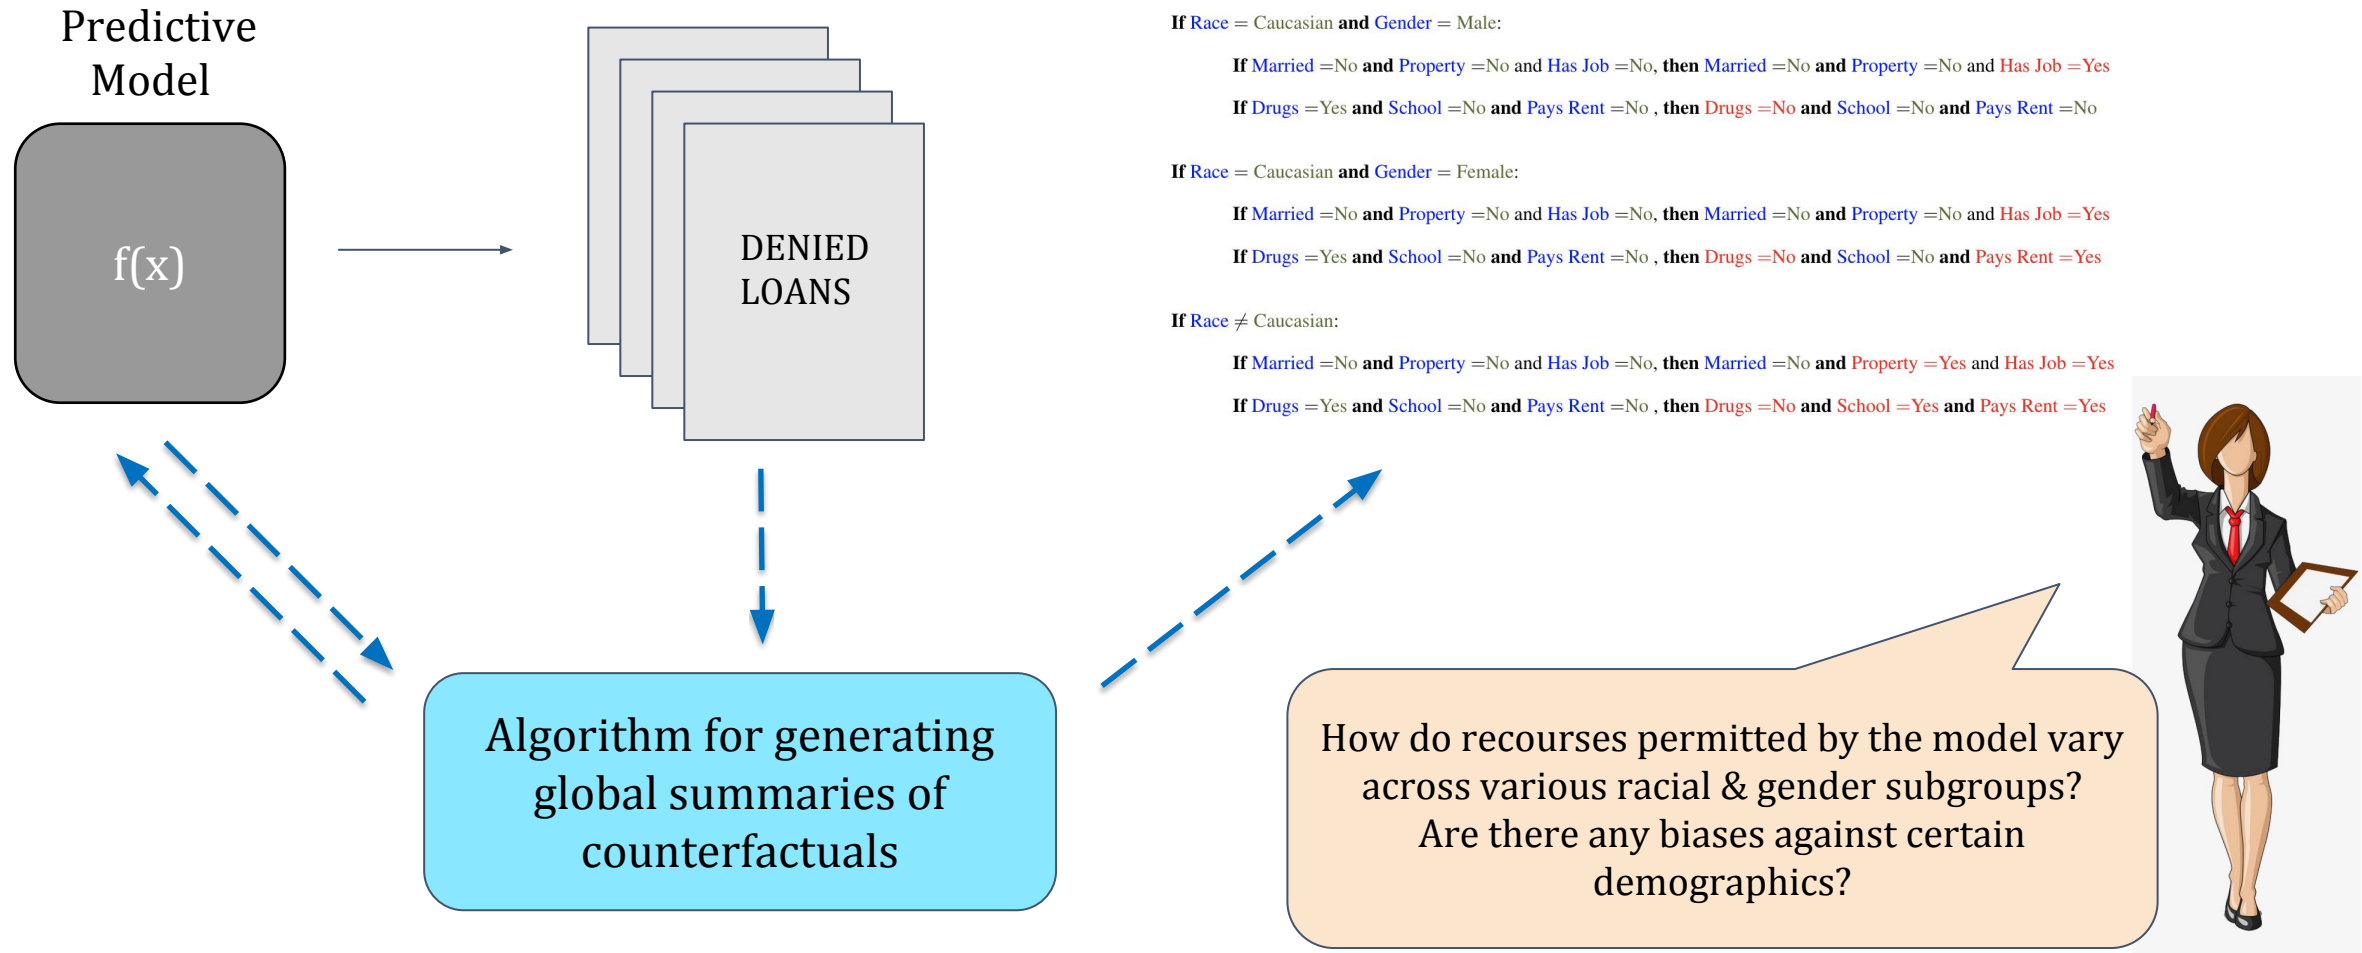 Predictive
Model
f(x)
DENIED
LOANS
If Race = Caucasian and Gender = Male:
If Married =No and Property =No and Has Job =No, then Married =No and Property =No and Has Job =Yes
If Drugs =Yes and School =No and Pays Rent =No , then Drugs =No and School =No and Pays Rent =No
If Race = Caucasian and Gender = Female:
If Married =No and Property =No and Has Job =No, then Married =No and Property =No and Has Job =Yes
If Drugs =Yes and School =No and Pays Rent =No , then Drugs =No and School =No and Pays Rent =Yes
If Race ≠ Caucasian:
If Married =No and Property =No and Has Job =No, then Married =No and Property =Yes and Has Job =Yes
If Drugs =Yes and School =No and Pays Rent =No , then Drugs =No and School =Yes and Pays Rent =Yes
Algorithm for generating
global summaries of
counterfactuals
How do recourses permitted by the model vary
across various racial & gender subgroups?
Are there any biases against certain
demographics?